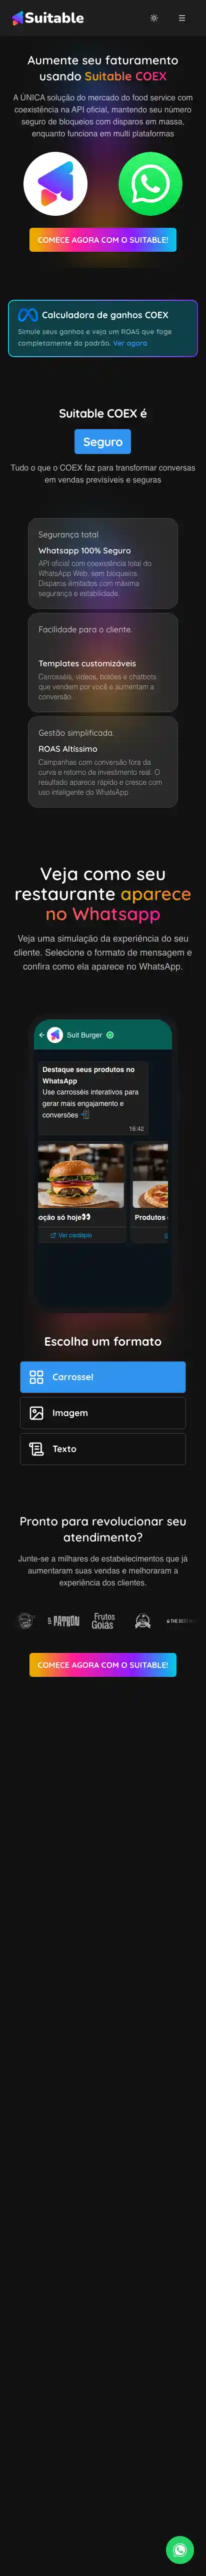 Suitable
Aumente seu faturamento
usando Suitable COEX
A ÚNICA solução do mercado do food service com
coexistência na API oficial, mantendo seu número
seguro de bloqueios com disparos em massa,
enquanto funciona em multi plataformas
COMECE AGORA COM O SUITABLE!
Calculadora de ganhos COEX
Simule seus ganhos e veja um ROAS que foge
completamente do padrão. Ver agora
Suitable COEX é
Seguro
Tudo o que o COEX faz para transformar conversas
em vendas previsíveis e seguras
Segurança total
Whatsapp 100% Seguro
API oficial com coexistência total do
WhatsApp Web, sem bloqueios.
Disparos ilimitados com máxima
segurança e estabilidade.
Facilidade para o cliente.
Templates customizáveis
Carrosséis, vídeos, botões e chatbots
que vendem por você e aumentam a
conversão.
Gestão simplificada.
ROAS Altíssimo
Campanhas com conversão fora da
curva e retorno de investimento real. O
resultado aparece rápido e cresce com
uso inteligente do WhatsApp.
Veja como seu
restaurante aparece
no Whatsapp
Veja uma simulação da experiência do seu
cliente. Selecione o formato de mensagem e
confira como ela aparece no WhatsApp.
Suit Burger
Destaque seus produtos no
WhatsApp
Use carrosséis interativos para
gerar mais engajamento e
conversões
16:42
oção só hoje👀
Produtos
Ver cardápio
Escolha um formato
Carrossel
Imagem
Texto
Pronto para revolucionar seu
atendimento?
Junte-se a milhares de estabelecimentos que já
aumentaram suas vendas e melhoraram a
experiência dos clientes.
PATRON
Frutos
Goiás
THE BEST
COMECE AGORA COM O SUITABLE!